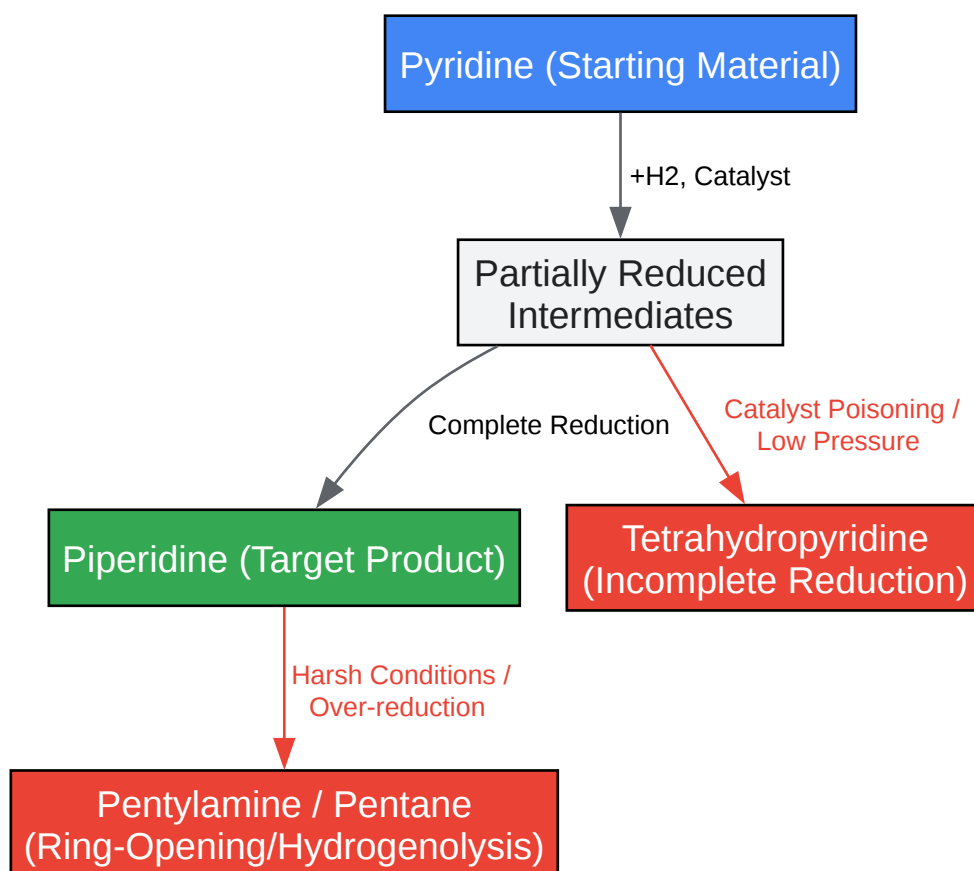 Pyridine (Starting Material)
+H2, Catalyst
Partially Reduced
Intermediates
Complete Reduction
Catalyst Poisoning /
Low Pressure
Piperidine (Target Product)
Tetrahydropyridine
(Incomplete Reduction)
Harsh Conditions /
Over-reduction
Pentylamine / Pentane
(Ring-Opening/Hydrogenolysis)